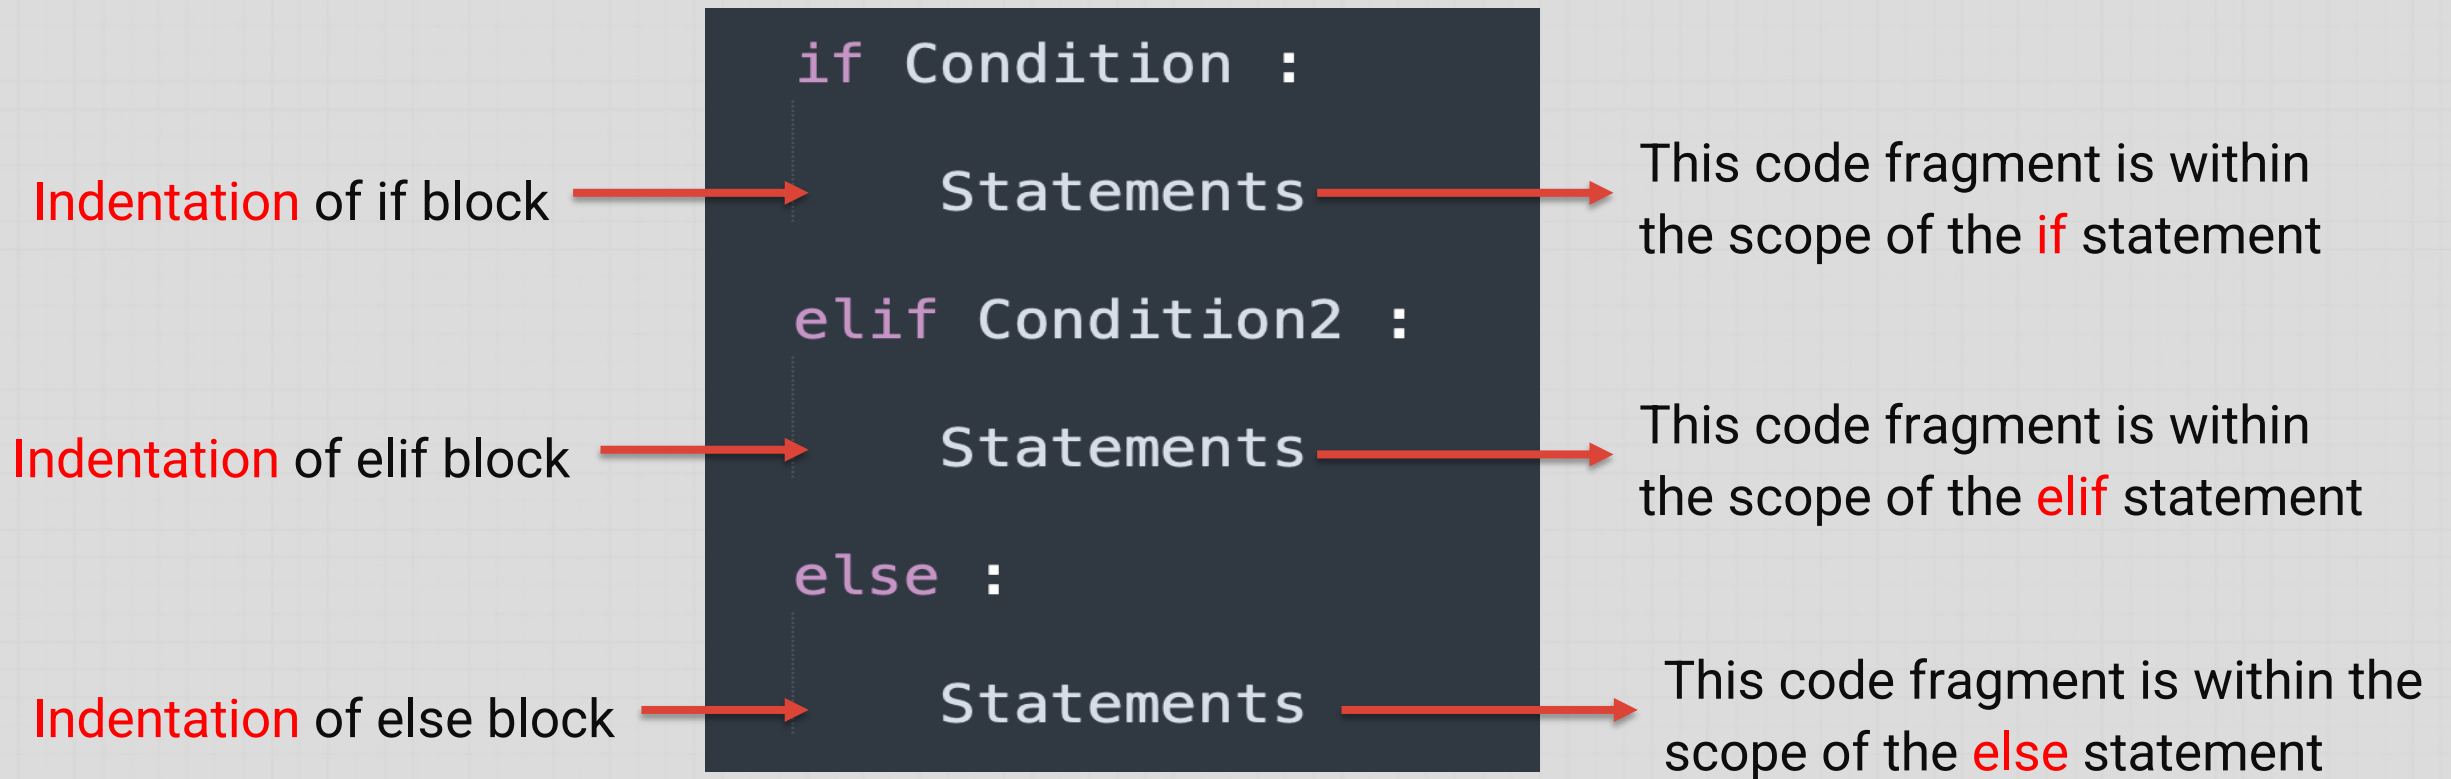 if Condition :
Indentation of if block
Statements
This code fragment is within
the scope of the if statement
elif Condition2 :
Indentation of elif block
Statements
This code fragment is within
the scope of the elif statement
else :
Indentation of else block
Statements
This code fragment is within the
scope of the else statement